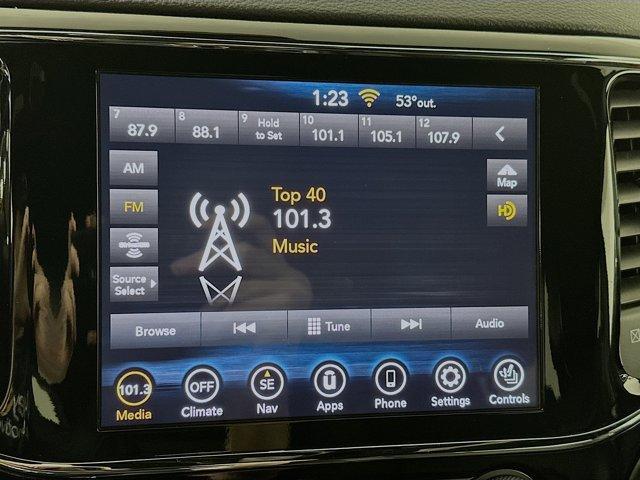 1:23 53°out.
7 87.9
8 88.1
9 Hold to Set
10 101.1
11 105.1
12 107.9
AM
FM
Source Select
Top 40
101.3
Music
Map
HD
Browse
Tune
Audio
101.3 Media
OFF Climate
SE Nav
Apps
Phone
Settings
Controls